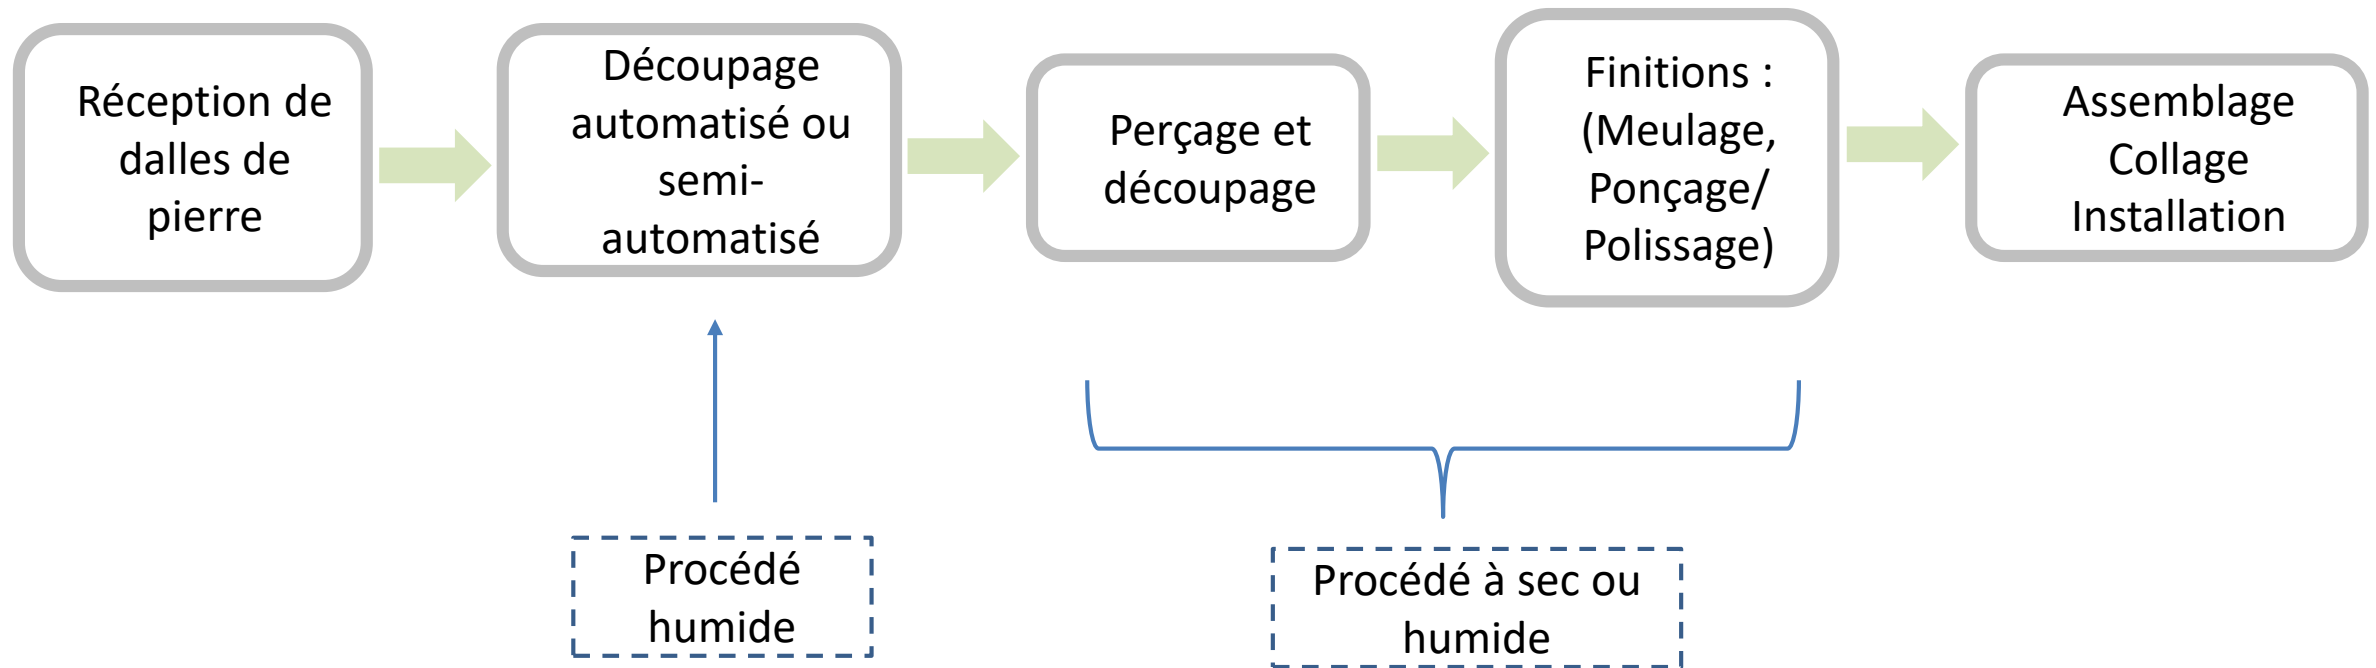 Réception de
dalles de
pierre
Découpage
automatisé ou
semi-
automatisé
Perçage et
découpage
Finitions :
(Meulage,
Ponçage/
Polissage)
Assemblage
Collage
Installation
Procédé
humide
Procédé à sec ou
humide